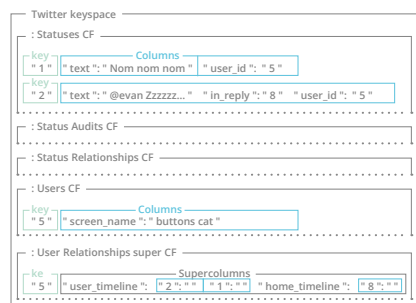 Twitter keyspace
: Statuses CF
key Columns
" 1 " " text ": " Nom nom nom " " user_id ": " 5 "
key
" 2 " " text ": " @evan Zzzzzz... " " in_reply ": " 8 " " user_id ": " 5 "
: Status Audits CF
: Status Relationships CF
: Users CF
key Columns
" 5 " " screen_name ": " buttons cat "
: User Relationships super CF
ke Supercolumns
" 5 " " user_timeline ": " 2 ": " " " 1 ": " " " home_timeline ": " 8 ": " "